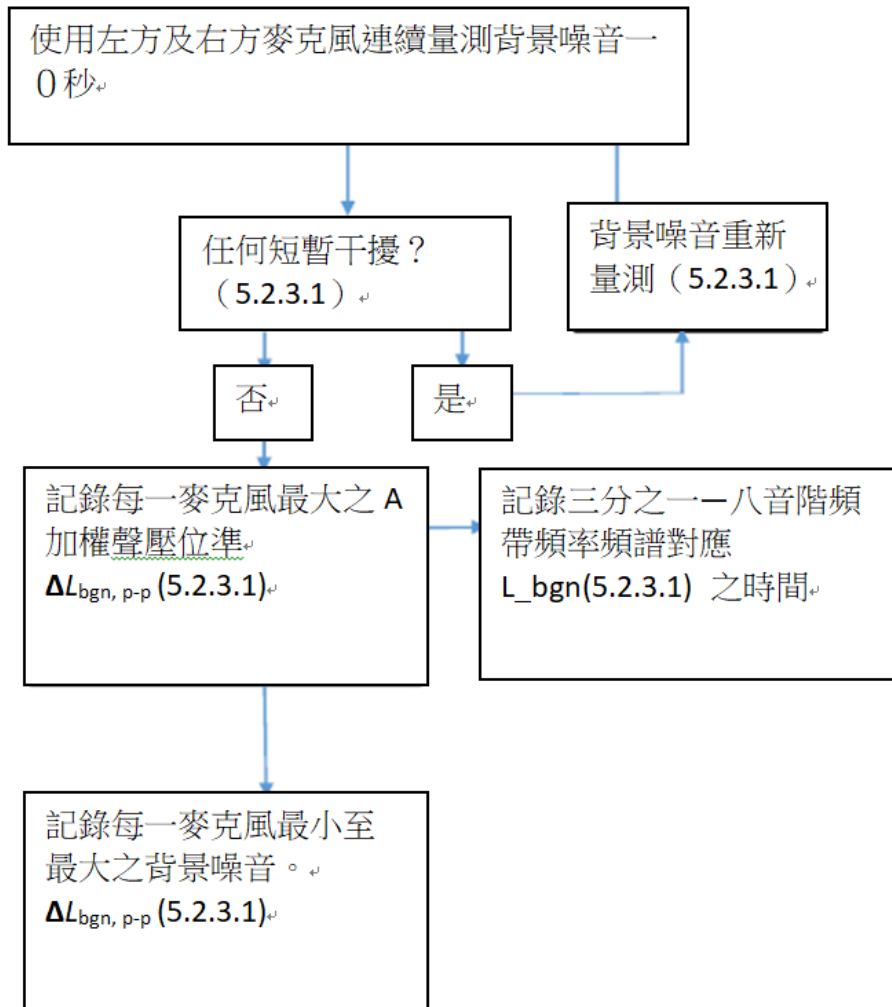 使用左方及右方麥克風連續量測背景噪音一
０秒
任何短暫干擾？
（5.2.3.1）
背景噪音重新
量測（5.2.3.1）
否
是
記錄每一麥克風最大之 A
加權聲壓位準
ΔLbgn, p-p (5.2.3.1)
記錄三分之一—八音階頻
帶頻率頻譜對應
L_bgn(5.2.3.1) 之時間
記錄每一麥克風最小至
最大之背景噪音。
ΔLbgn, p-p (5.2.3.1)